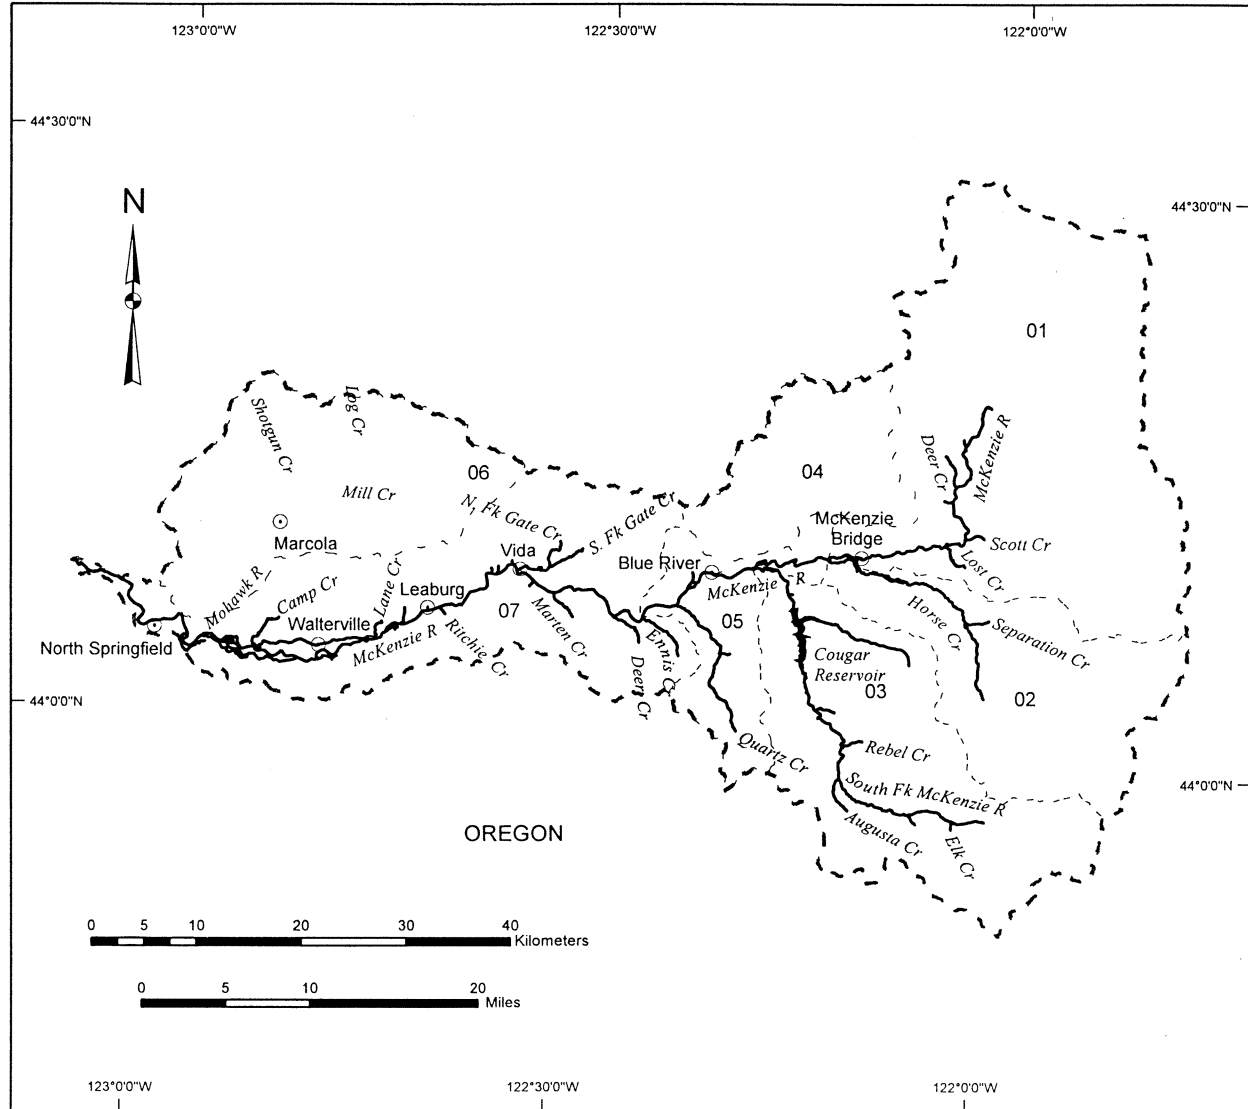 123°0'0"W
122°30'0"W
122°0'0"W
44°30'0"N
44°30'0"N
N
01
Shotgun Cr
Log Cr
Deer Cr
McKenzie R
06
04
Mill Cr
N. Fk Gate Cr
S. Fk Gate Cr
McKenzie
Bridge
Marcola
Scott Cr
Vida
Blue River
Lost Cr
Mohawk R
Camp Cr
Lane Cr
Leaburg
McKenzie R
07
Marten Cr
05
Horse Cr
Walterville
Ritchie Cr
Separation Cr
North Springfield
McKenzie R
Ennis Cr
Deer Cr
Cougar
Reservoir
03
02
44°0'0"N
Quartz Cr
Rebel Cr
South Fk McKenzie R
44°0'0"N
Augusta Cr
Elk Cr
OREGON
0 5 10 20 30 40
Kilometers
0 5 10 20
Miles
123°0'0"W
122°30'0"W
122°0'0"W